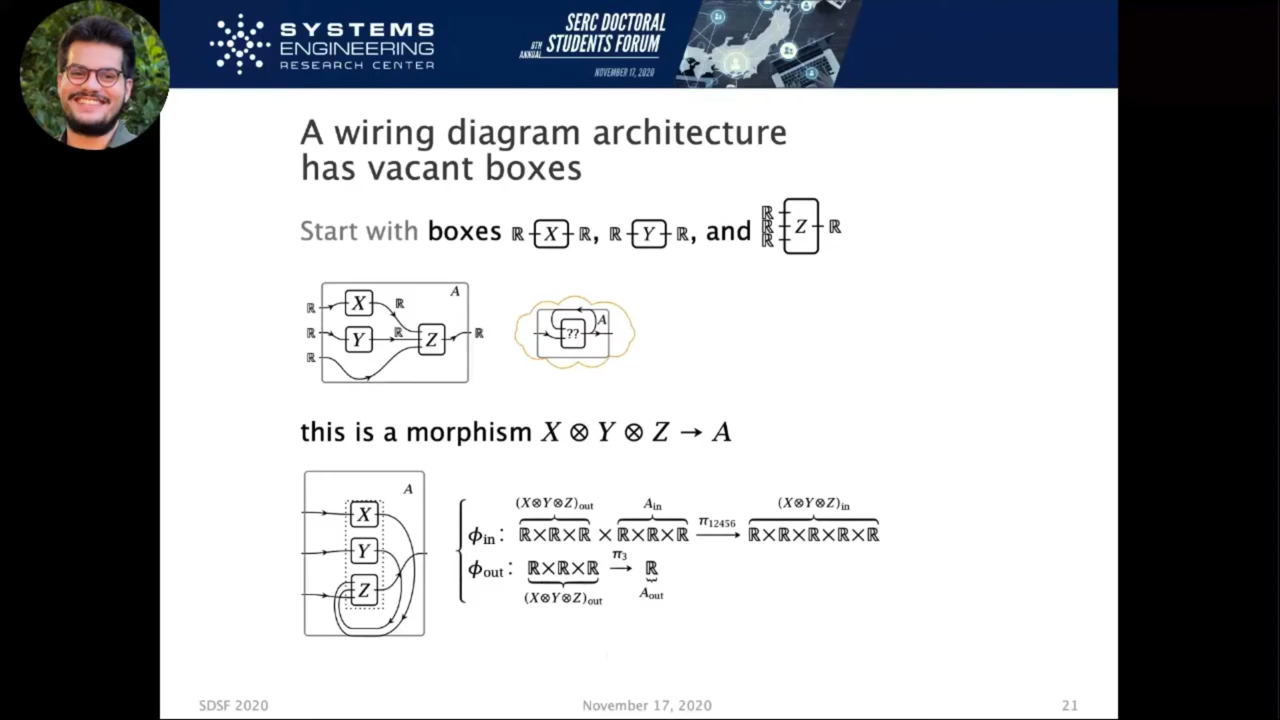 SYSTEMS
ENGINEERING
RESEARCH CENTER
SERC DOCTORAL
8TH ANNUAL STUDENTS FORUM
NOVEMBER 17, 2020
A wiring diagram architecture
has vacant boxes
Start with boxes ℝ X ℝ, ℝ Y ℝ, and ℝ ℝ ℝ Z ℝ
ℝ X ℝ A
ℝ Y ℝ Z ℝ
ℝ
A
??
this is a morphism X ⊗ Y ⊗ Z → A
A
X
Y
Z
(X⊗Y⊗Z)out Ain (X⊗Y⊗Z)in
ϕin : ℝ×ℝ×ℝ × ℝ×ℝ×ℝ π12456 → ℝ×ℝ×ℝ×ℝ×ℝ
ϕout : ℝ×ℝ×ℝ π3 → ℝ
(X⊗Y⊗Z)out Aout
SDSF 2020
November 17, 2020
21